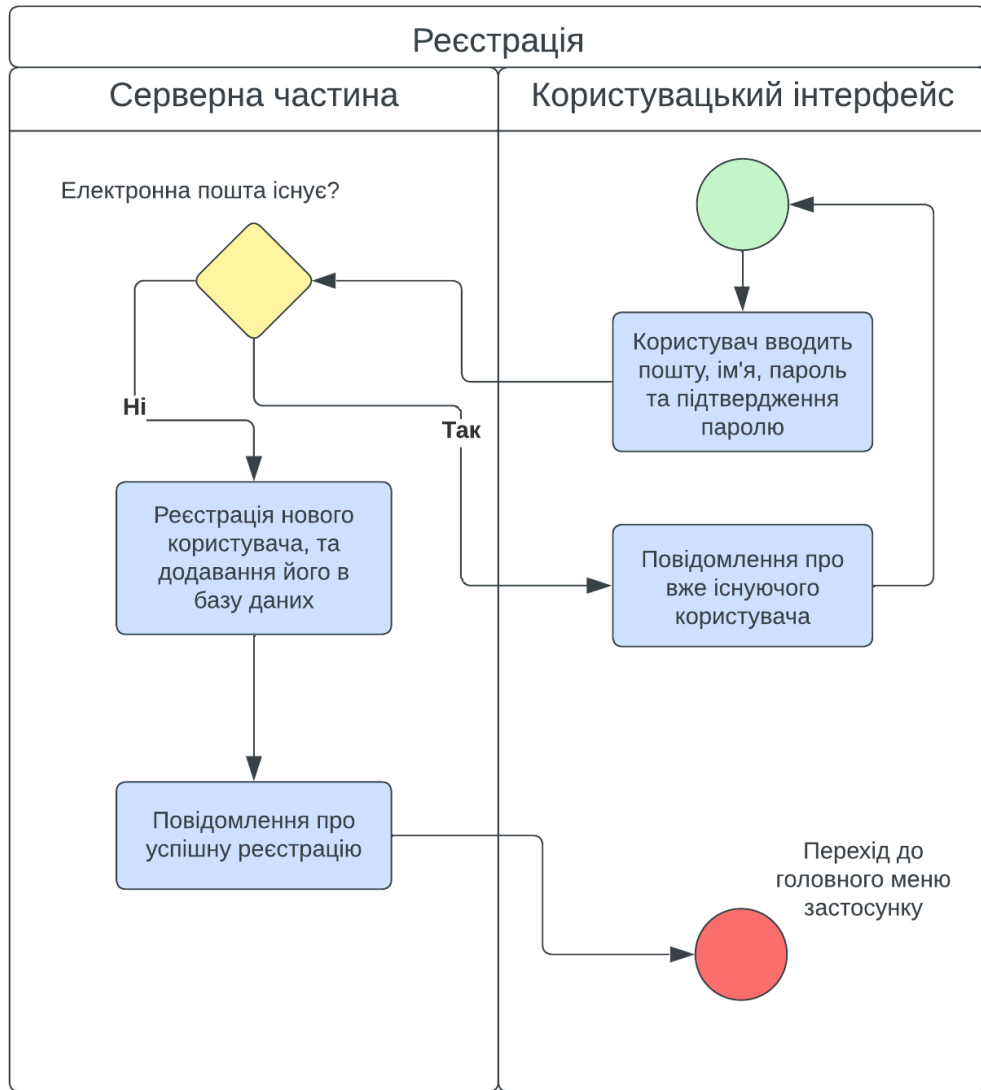 Реєстрація
Серверна частина
Користувацький інтерфейс
Електронна пошта існує?
Користувач вводить
пошту, ім'я, пароль
та підтвердження
паролю
Ні
Так
Реєстрація нового
користувача, та
додавання його в
базу даних
Повідомлення про
вже існуючого
користувача
Повідомлення про
успішну реєстрацію
Перехід до
головного меню
застосунку